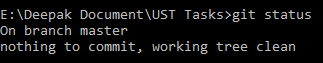 E:\Deepak Document\UST Tasks>git status
On branch master
nothing to commit, working tree clean